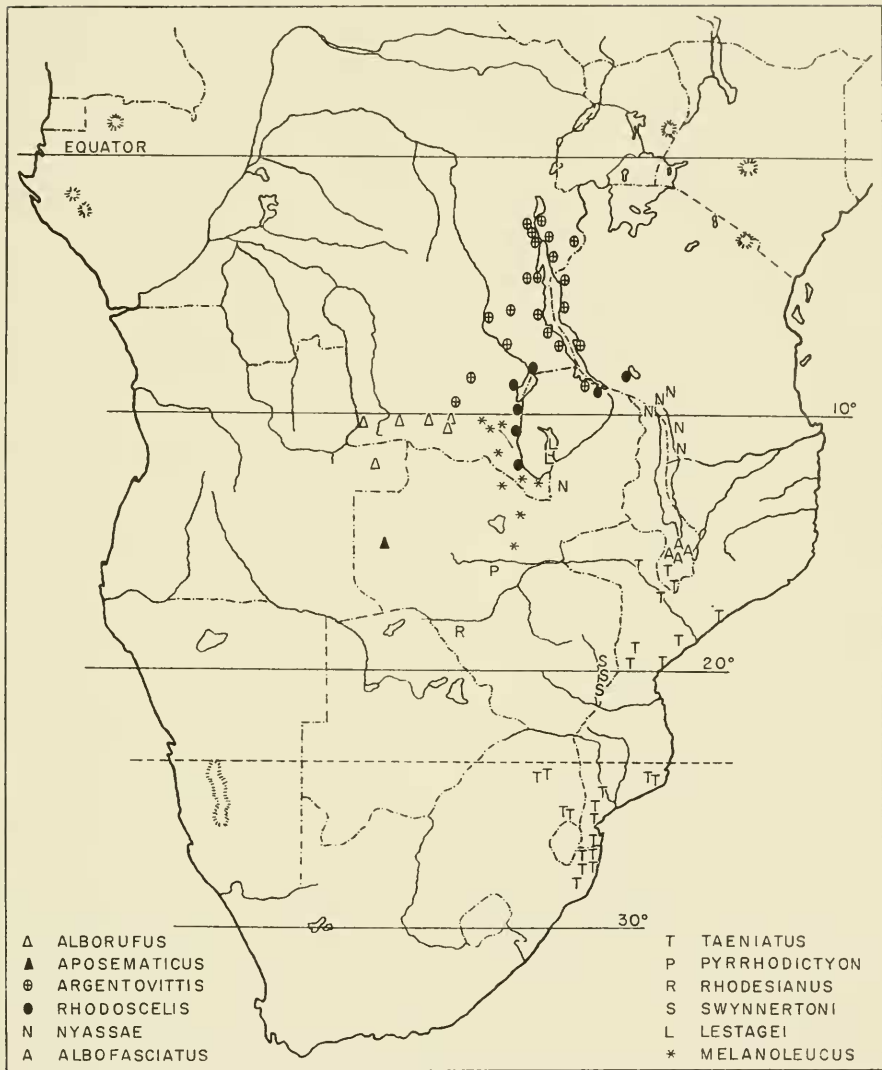 EQUATOR
10°
20°
30°
△ ALBORUFUS
▲ APOSEMATICUS
⊕ ARGENTOVITTIS
● RHODOSCELIS
N NYASSAE
A ALBOFASCIATUS
T TAENIATUS
P PYRRHODICTYON
R RHODESIANUS
S SWYNNERTONI
L LESTAGEI
* MELANOLEUCUS